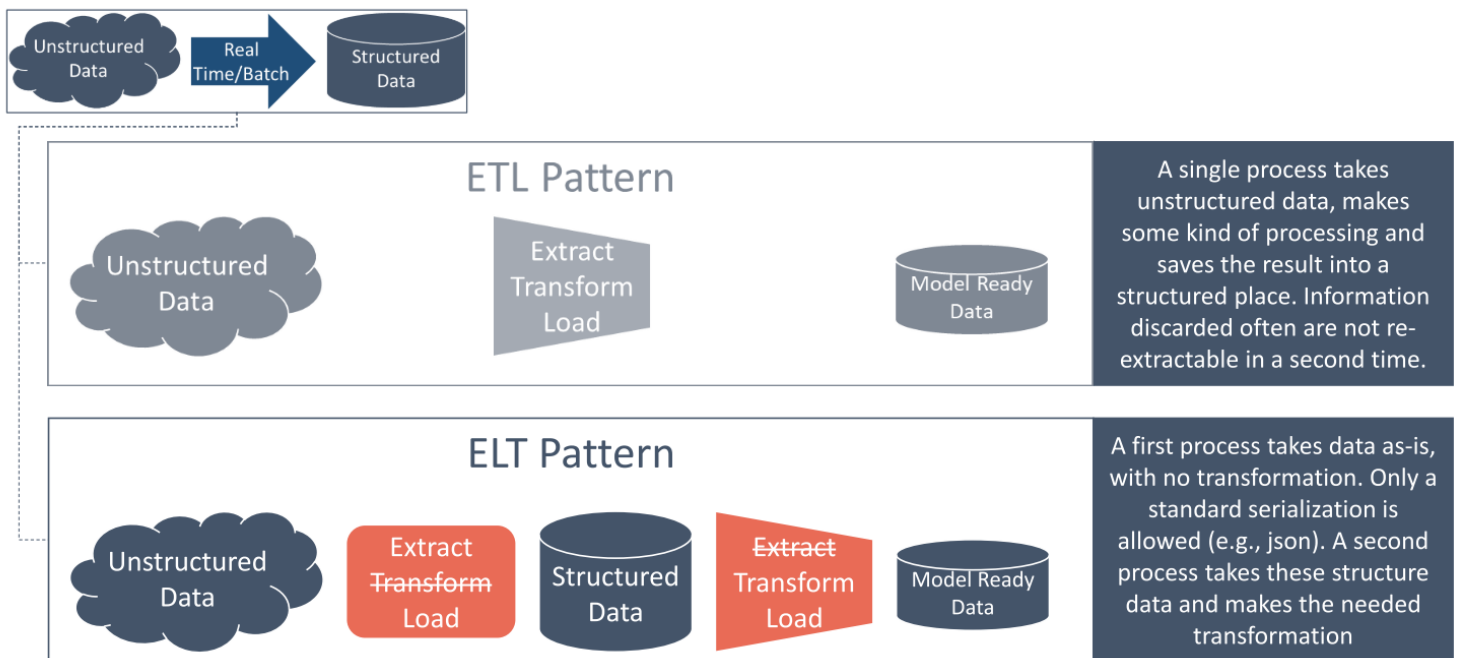 Unstructured
Data
Real
Time/Batch
Structured
Data
ETL Pattern
Unstructured
Data
Extract
Transform
Load
Model Ready
Data
A single process takes
unstructured data, makes
some kind of processing and
saves the result into a
structured place. Information
discarded often are not re-
extractable in a second time.
ELT Pattern
Unstructured
Data
Extract
Transform
Load
Structured
Data
Extract
Transform
Load
Model Ready
Data
A first process takes data as-is,
with no transformation. Only a
standard serialization is
allowed (e.g., json). A second
process takes these structure
data and makes the needed
transformation